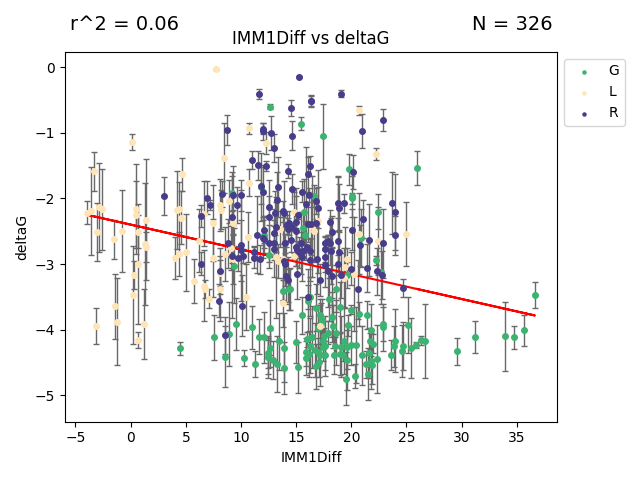 r^2 = 0.06
N = 326
IMM1Diff vs deltaG
0
−1
−2
−3
−4
−5
deltaG
−5 0 5 10 15 20 25 30 35
IMM1Diff
G
L
R